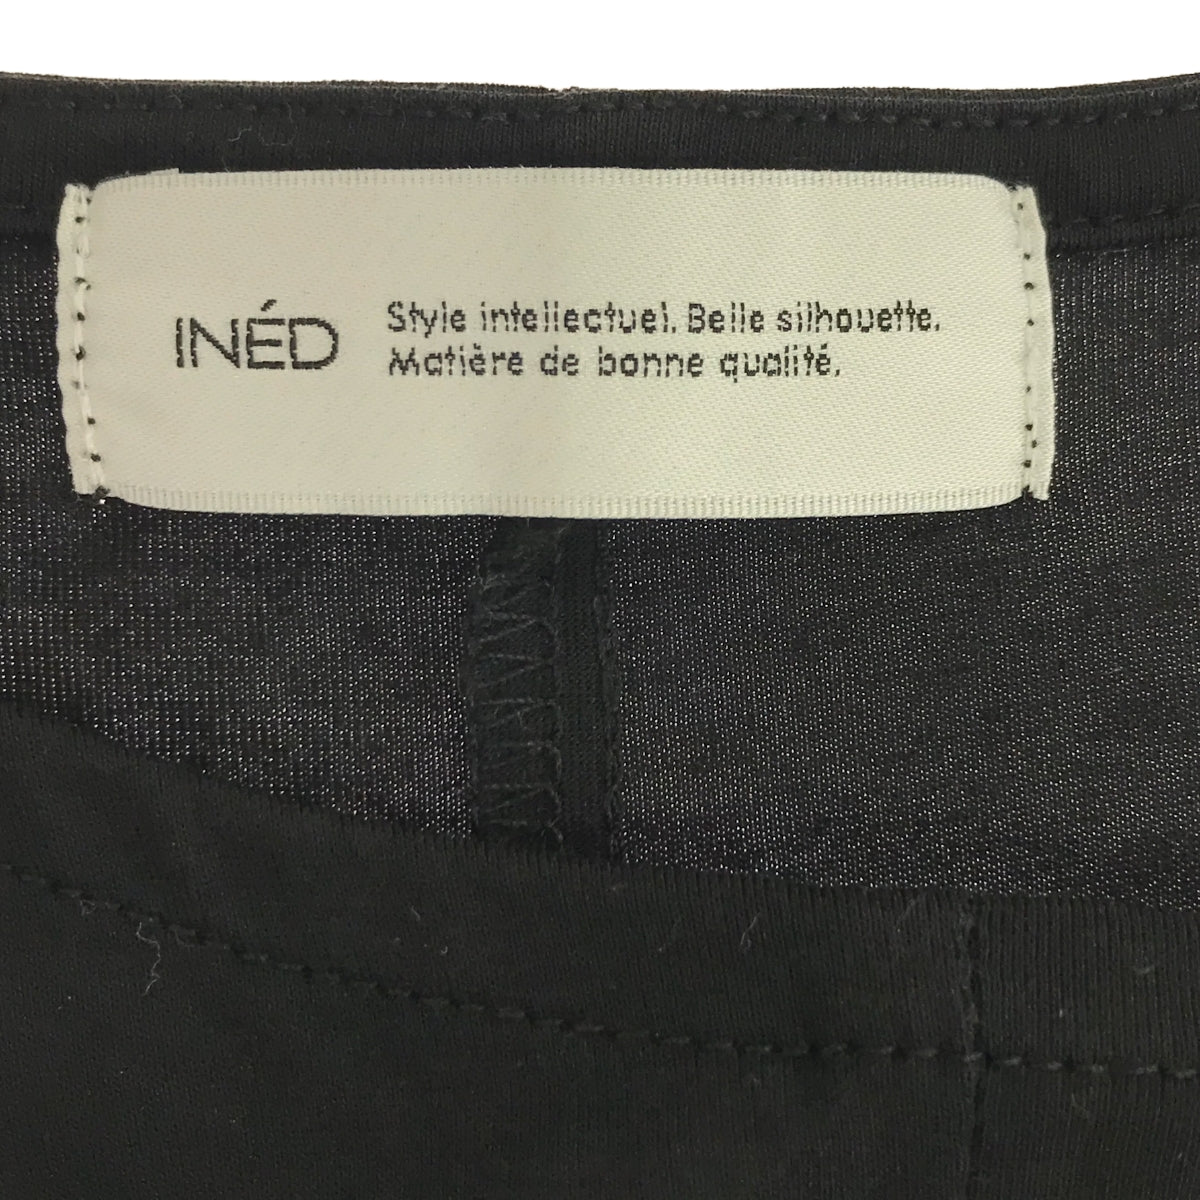 INÉD
Style intellectuel. Belle silhouette.
Matière de bonne qualité.